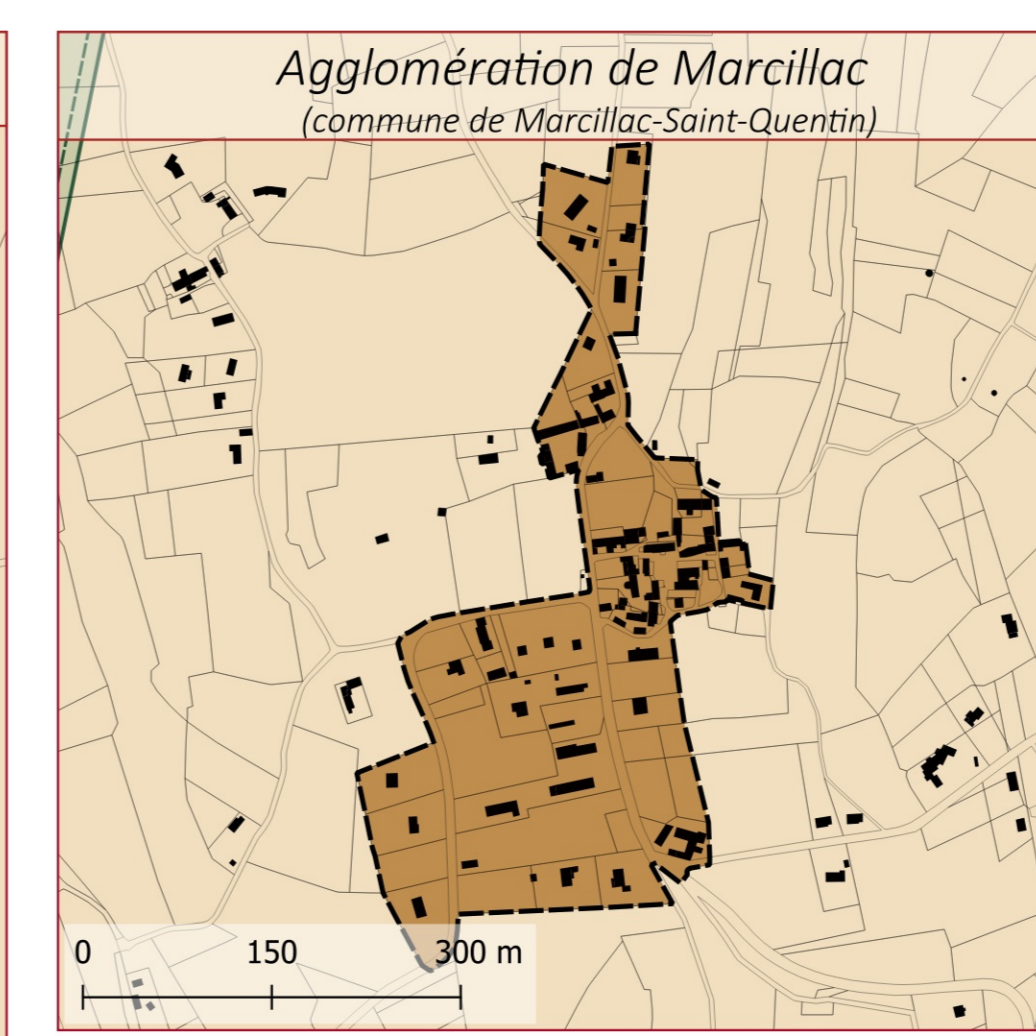 Agglomération de Marcillac
(commune de Marcillac-Saint-Quentin)
0 150 300 m